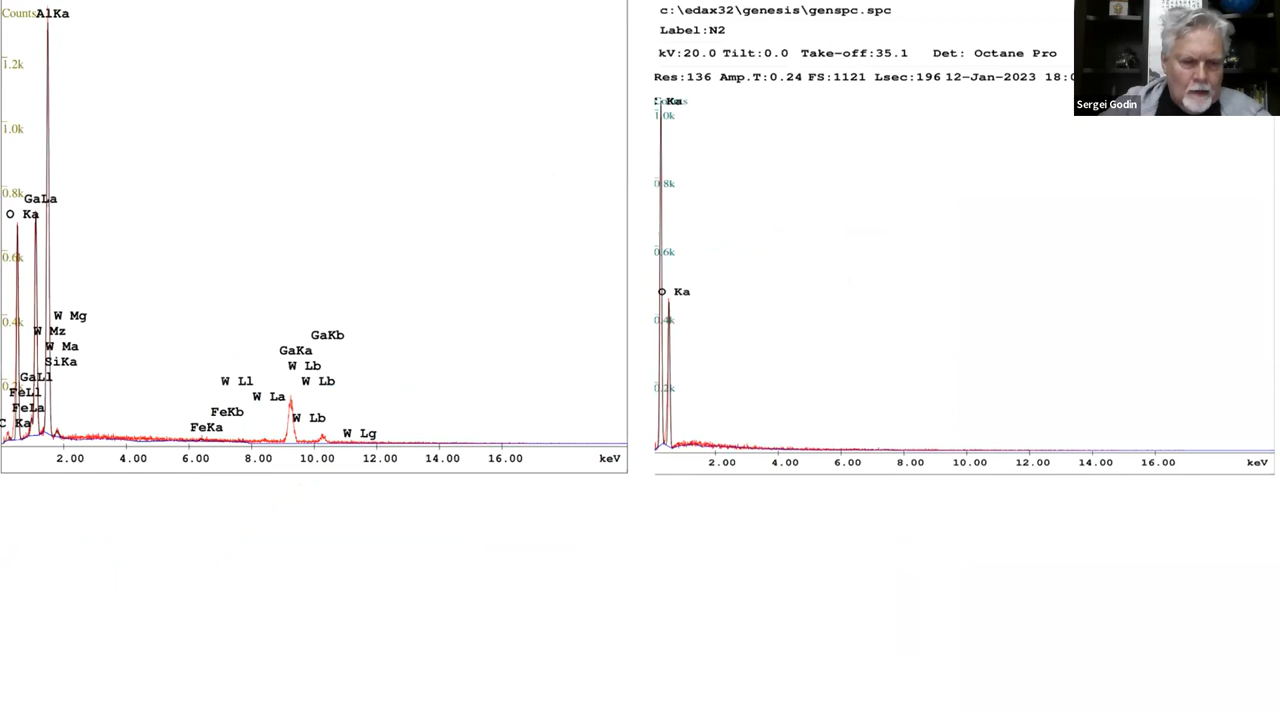 Counts AlKa
1.2k
1.0k
0.8k
GaLa
O Ka
0.6k
W Mg
0.4k
W Mz
W Ma
SiKa
GaLl
0.2k
FeLl
FeLa
C Ka
GaKb
GaKa
W Lb
W Ll
W Lb
W La
FeKb
W Lb
FeKa
W Lg
2.00 4.00 6.00 8.00 10.00 12.00 14.00 16.00 keV
c:\edax32\genesis\genspc.spc
Label:N2
kV:20.0 Tilt:0.0 Take-off:35.1 Det: Octane Pro
Res:136 Amp.T:0.24 FS:1121 Lsec:196 12-Jan-2023
Sergei Godin
Ka
1.0k
0.8k
0.6k
O Ka
0.4k
0.2k
2.00 4.00 6.00 8.00 10.00 12.00 14.00 16.00 keV